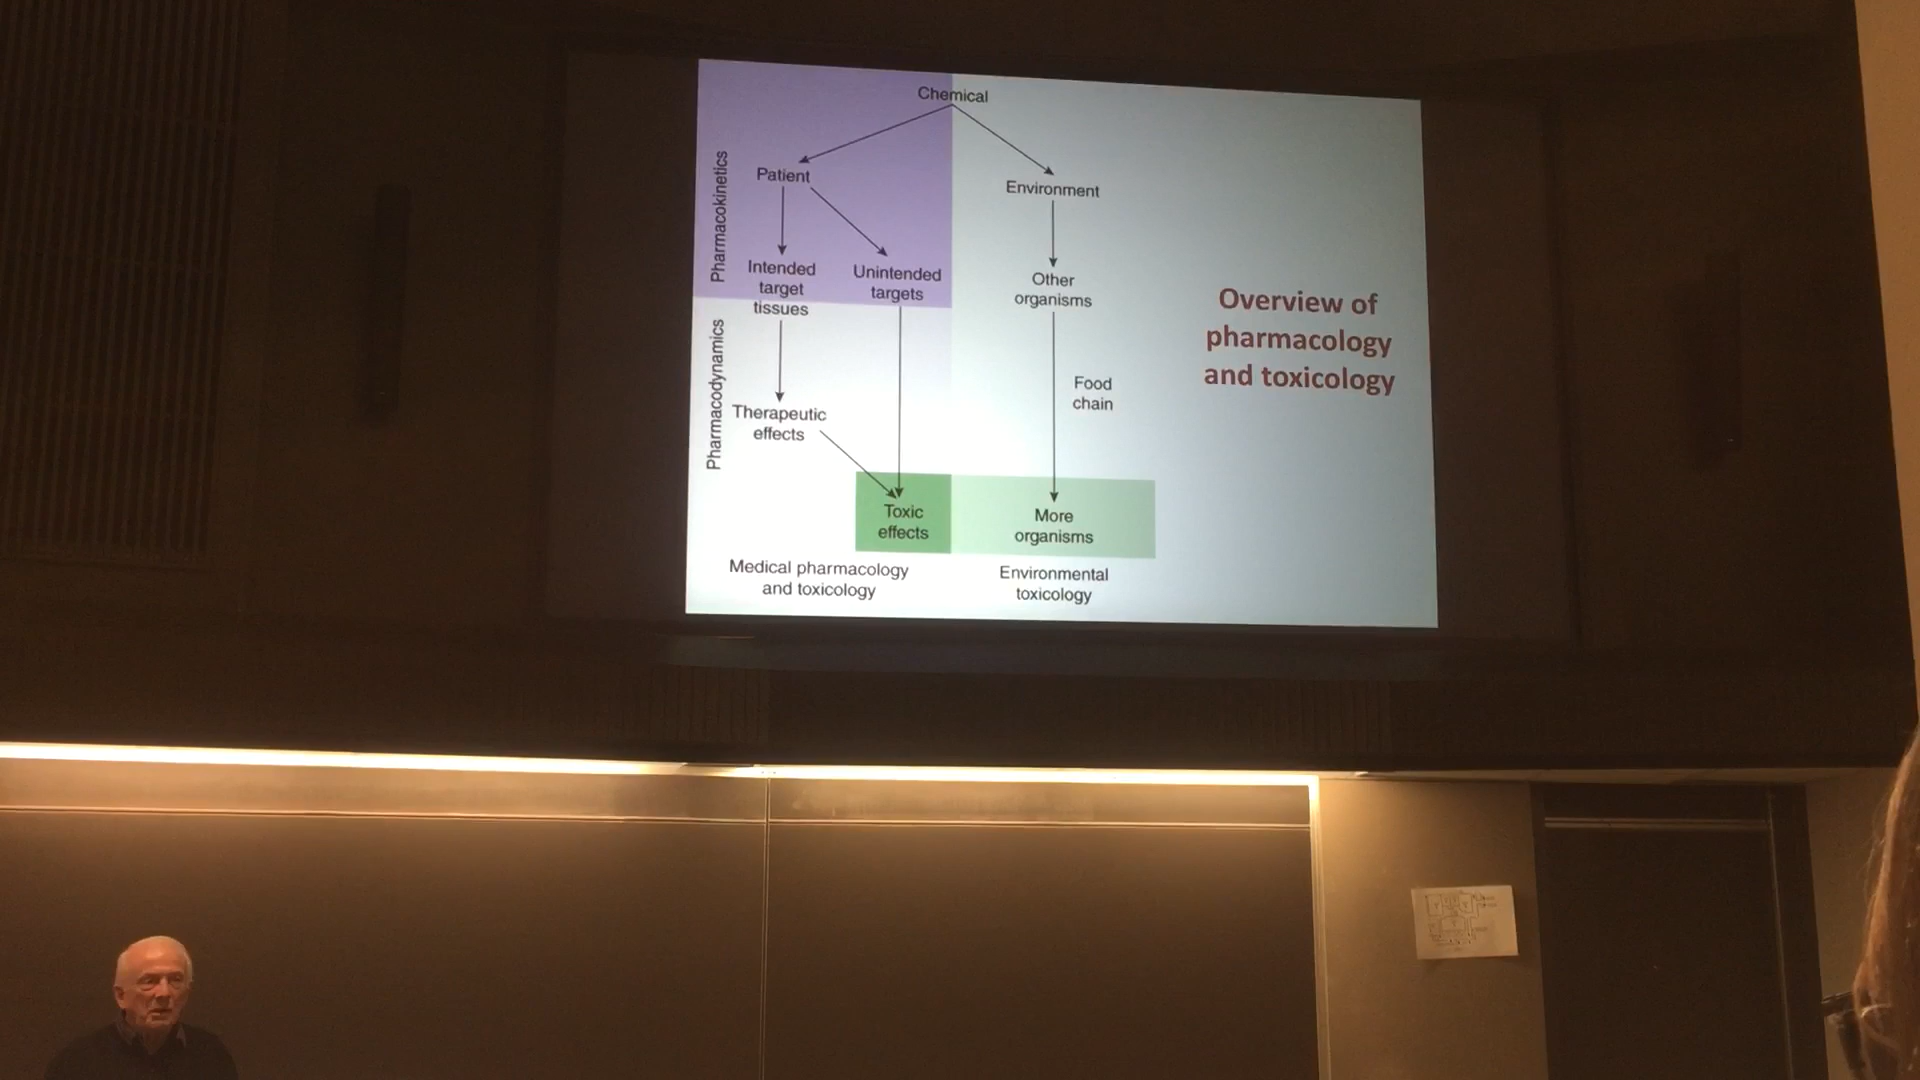 Chemical
Pharmacokinetics
Patient
Environment
Intended
target
tissues
Unintended
targets
Other
organisms
Overview of
pharmacology
and toxicology
Pharmacodynamics
Food
chain
Therapeutic
effects
Toxic
effects
More
organisms
Medical pharmacology
and toxicology
Environmental
toxicology